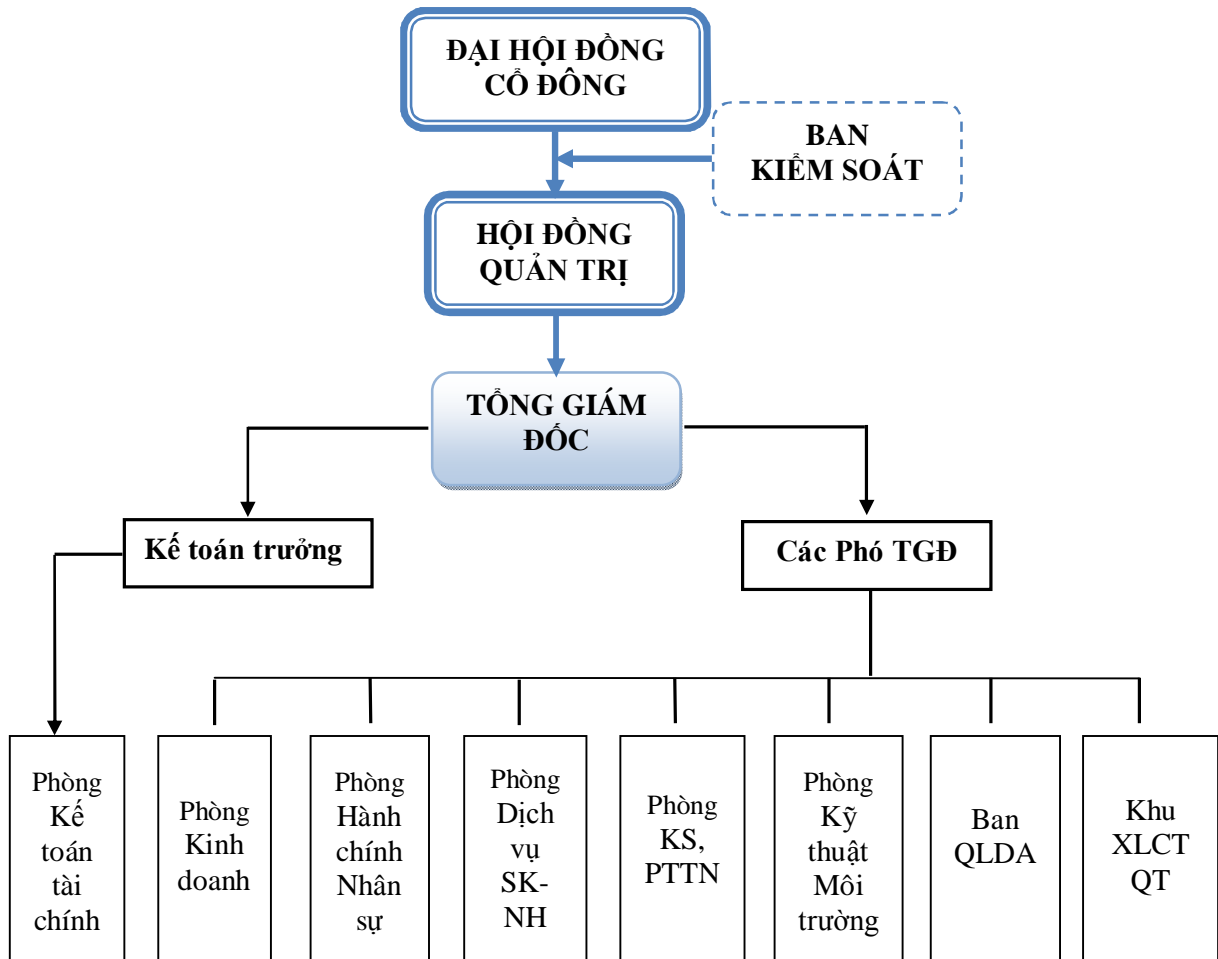 ĐẠI HỘI ĐỒNG
CỔ ĐÔNG
BAN
KIỂM SOÁT
HỘI ĐỒNG
QUẢN TRỊ
TỔNG GIÁM
ĐỐC
Kế toán trưởng
Các Phó TGĐ
Phòng
Kế
toán
tài
chính
Phòng
Kinh
doanh
Phòng
Hành
chính
Nhân
sự
Phòng
Dịch
vụ
SK-
NH
Phòng
KS,
PTTN
Phòng
Kỹ
thuật
Môi
trường
Ban
QLDA
Khu
XLCT
QT